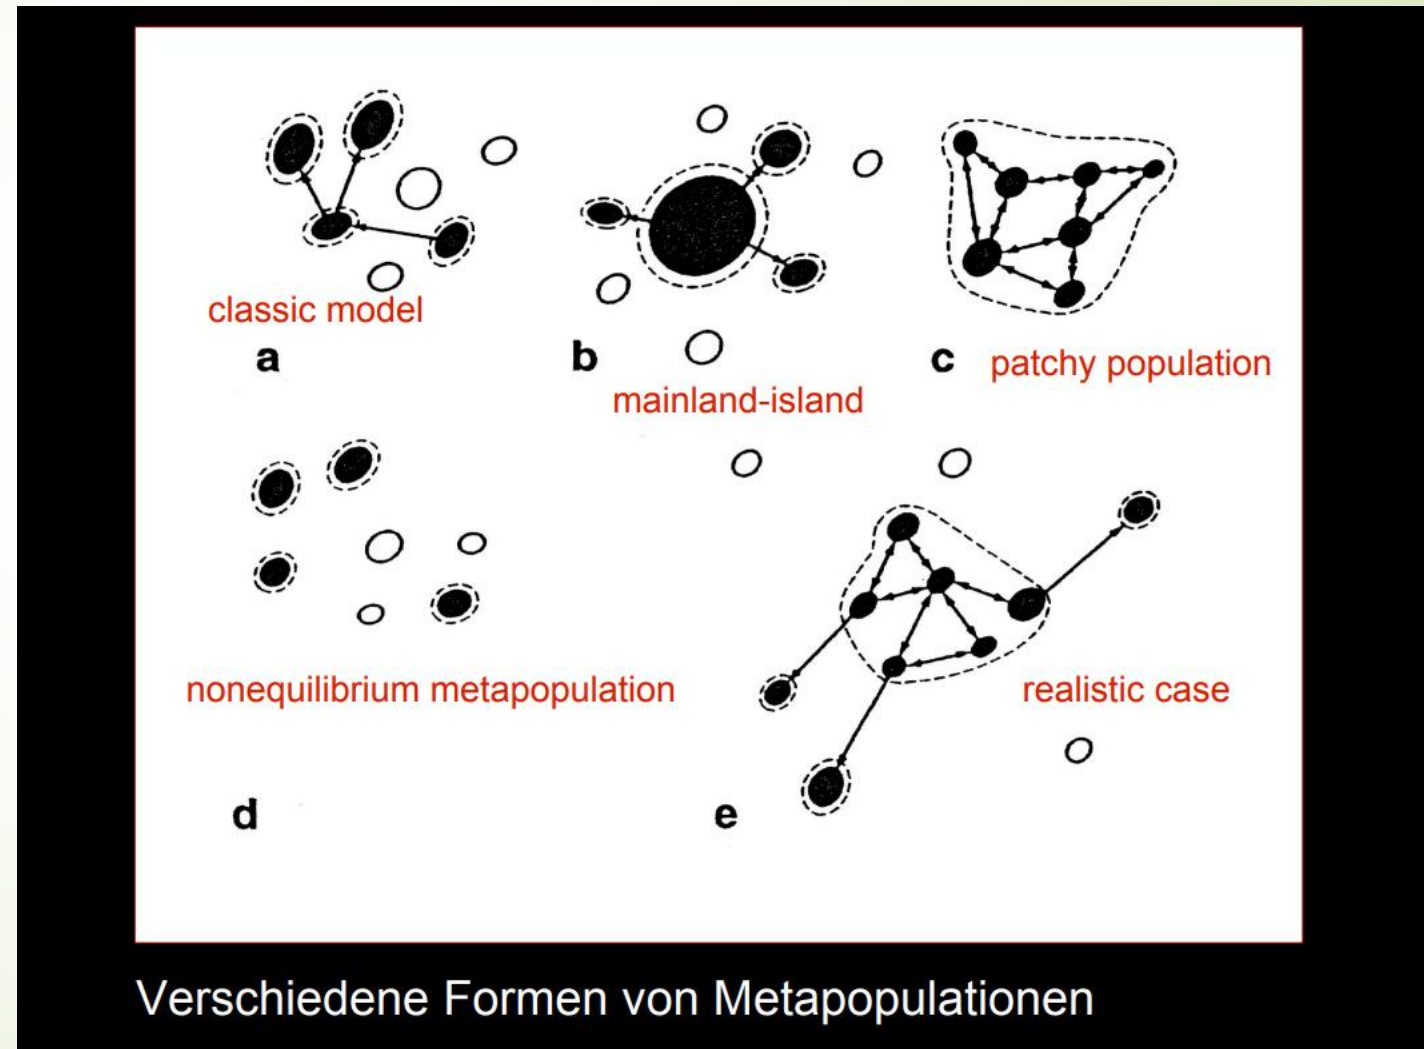 classic model
a
b
mainland-island
c
patchy population
nonequilibrium metapopulation
d
realistic case
e
Verschiedene Formen von Metapopulationen